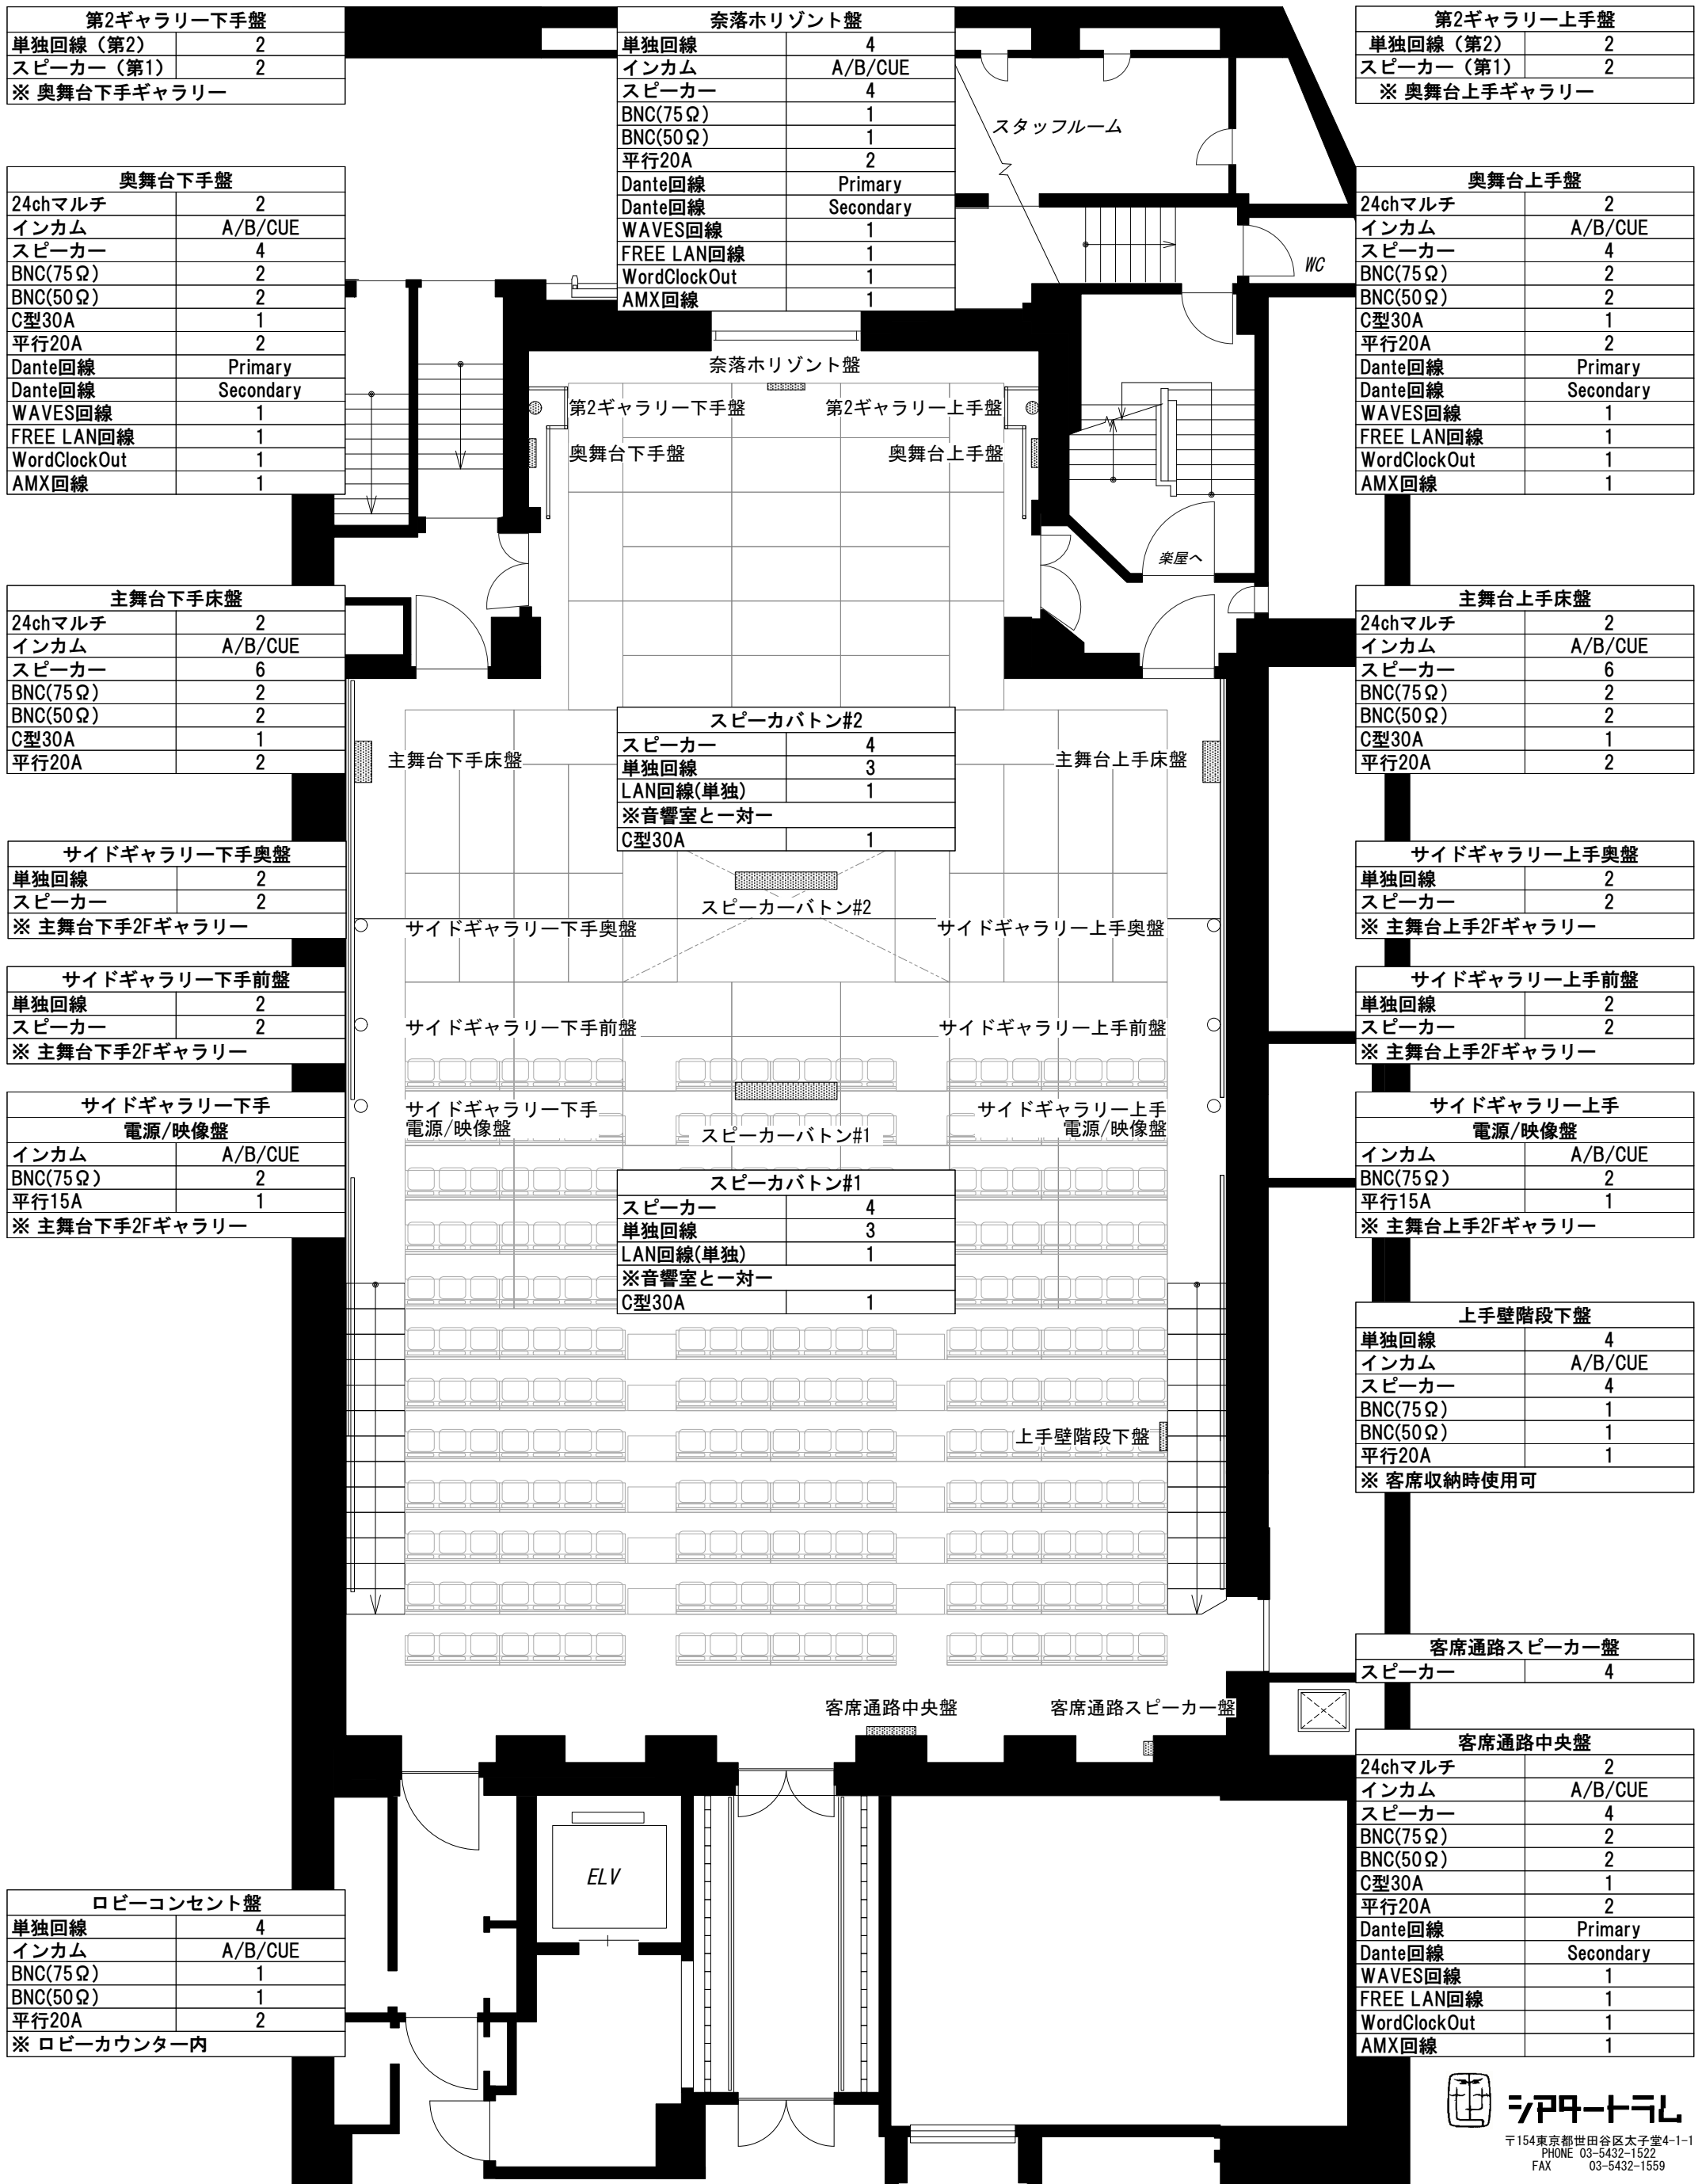 第2ギャラリー下手盤
単独回線（第2） 2
スピーカー（第1） 2
※ 奥舞台下手ギャラリー
奈落ホリゾント盤
単独回線 4
インカム A/B/CUE
スピーカー 4
BNC(75Ω) 1
BNC(50Ω) 1
平行20A 2
Dante回線 Primary
Dante回線 Secondary
WAVES回線 1
FREE LAN回線 1
WordClockOut 1
AMX回線 1
第2ギャラリー上手盤
単独回線（第2） 2
スピーカー（第1） 2
※ 奥舞台上手ギャラリー
スタッフルーム
WC
奥舞台下手盤
24chマルチ 2
インカム A/B/CUE
スピーカー 4
BNC(75Ω) 2
BNC(50Ω) 2
C型30A 1
平行20A 2
Dante回線 Primary
Dante回線 Secondary
WAVES回線 1
FREE LAN回線 1
WordClockOut 1
AMX回線 1
奥舞台上手盤
24chマルチ 2
インカム A/B/CUE
スピーカー 4
BNC(75Ω) 2
BNC(50Ω) 2
C型30A 1
平行20A 2
Dante回線 Primary
Dante回線 Secondary
WAVES回線 1
FREE LAN回線 1
WordClockOut 1
AMX回線 1
奈落ホリゾント盤
第2ギャラリー下手盤
第2ギャラリー上手盤
奥舞台下手盤
奥舞台上手盤
楽屋へ
主舞台下手床盤
24chマルチ 2
インカム A/B/CUE
スピーカー 6
BNC(75Ω) 2
BNC(50Ω) 2
C型30A 1
平行20A 2
主舞台上手床盤
24chマルチ 2
インカム A/B/CUE
スピーカー 6
BNC(75Ω) 2
BNC(50Ω) 2
C型30A 1
平行20A 2
主舞台下手床盤
主舞台上手床盤
スピーカバトン#2
スピーカー 4
単独回線 3
LAN回線(単独) 1
※音響室と一対一
C型30A 1
スピーカーバトン#2
サイドギャラリー下手奥盤
単独回線 2
スピーカー 2
※ 主舞台下手2Fギャラリー
サイドギャラリー上手奥盤
単独回線 2
スピーカー 2
※ 主舞台上手2Fギャラリー
サイドギャラリー下手奥盤
サイドギャラリー上手奥盤
サイドギャラリー下手前盤
単独回線 2
スピーカー 2
※ 主舞台下手2Fギャラリー
サイドギャラリー上手前盤
単独回線 2
スピーカー 2
※ 主舞台上手2Fギャラリー
サイドギャラリー下手前盤
サイドギャラリー上手前盤
サイドギャラリー下手
電源/映像盤
インカム A/B/CUE
BNC(75Ω) 2
平行15A 1
※ 主舞台下手2Fギャラリー
サイドギャラリー上手
電源/映像盤
インカム A/B/CUE
BNC(75Ω) 2
平行15A 1
※ 主舞台上手2Fギャラリー
サイドギャラリー下手
電源/映像盤
サイドギャラリー上手
電源/映像盤
スピーカーバトン#1
スピーカバトン#1
スピーカー 4
単独回線 3
LAN回線(単独) 1
※音響室と一対一
C型30A 1
上手壁階段下盤
単独回線 4
インカム A/B/CUE
スピーカー 4
BNC(75Ω) 1
BNC(50Ω) 1
平行20A 1
※ 客席収納時使用可
上手壁階段下盤
客席通路スピーカー盤
スピーカー 4
客席通路中央盤
客席通路スピーカー盤
客席通路中央盤
24chマルチ 2
インカム A/B/CUE
スピーカー 4
BNC(75Ω) 2
BNC(50Ω) 2
C型30A 1
平行20A 2
Dante回線 Primary
Dante回線 Secondary
WAVES回線 1
FREE LAN回線 1
WordClockOut 1
AMX回線 1
ELV
ロビーコンセント盤
単独回線 4
インカム A/B/CUE
BNC(75Ω) 1
BNC(50Ω) 1
平行20A 2
※ ロビーカウンター内
シアタートラム
〒154東京都世田谷区太子堂4-1-1
PHONE 03-5432-1522
FAX 03-5432-1559